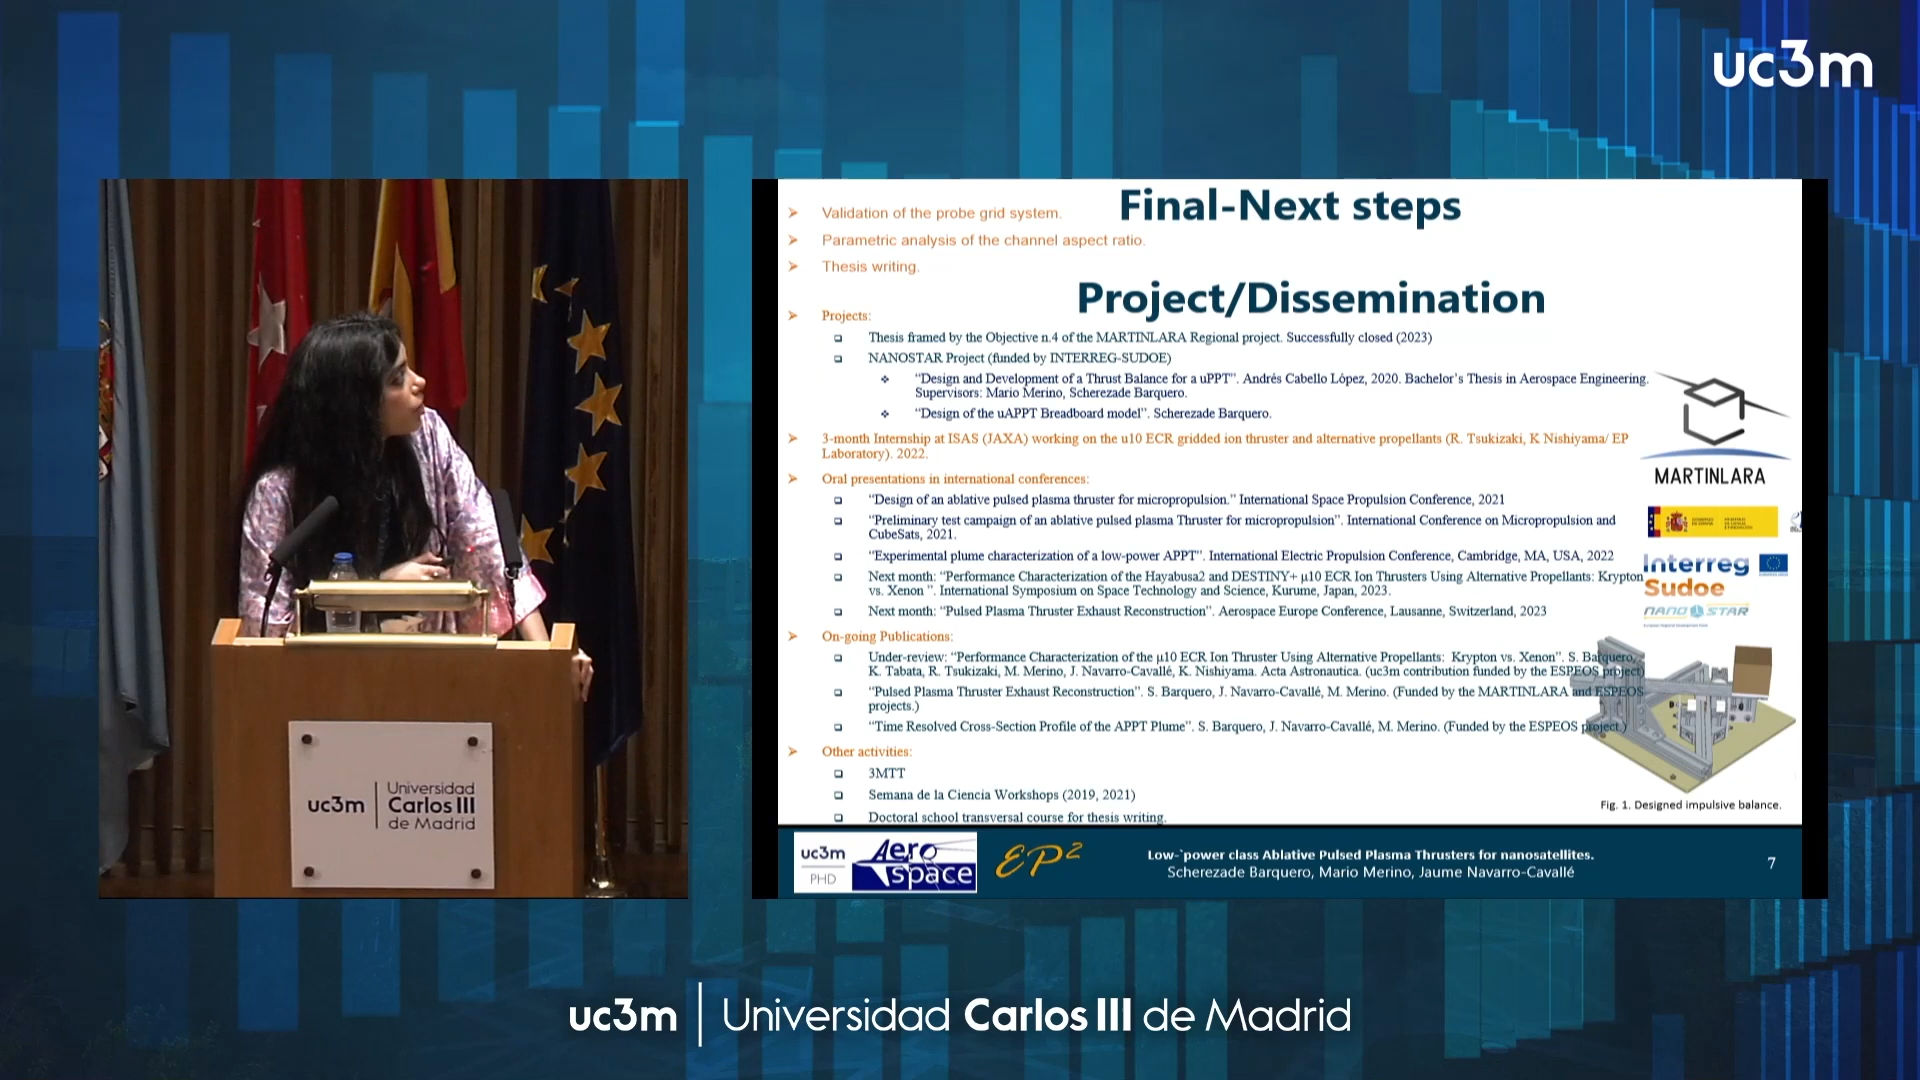 uc3m
Final-Next steps
Validation of the probe grid system.
Parametric analysis of the channel aspect ratio.
Thesis writing.
Project/Dissemination
Projects:
Thesis framed by the Objective n.4 of the MARTINLARA Regional project. Successfully closed (2023)
NANOSTAR Project (funded by INTERREG-SUDOE)
“Design and Development of a Thrust Balance for a uPPT”. Andrés Cabello López, 2020. Bachelor’s Thesis in Aerospace Engineering.
Supervisors: Mario Merino, Scherezade Barquero.
“Design of the uAPPT Breadboard model”. Scherezade Barquero.
3-month Internship at ISAS (JAXA) working on the u10 ECR gridded ion thruster and alternative propellants (R. Tsukizaki, K Nishiyama/ EP
Laboratory). 2022.
Oral presentations in international conferences:
“Design of an ablative pulsed plasma thruster for micropropulsion.” International Space Propulsion Conference, 2021
“Preliminary test campaign of an ablative pulsed plasma Thruster for micropropulsion”. International Conference on Micropropulsion and
CubeSats, 2021.
“Experimental plume characterization of a low-power APPT”. International Electric Propulsion Conference, Cambridge, MA, USA, 2022
Next month: “Performance Characterization of the Hayabusa2 and DESTINY+ µ10 ECR Ion Thrusters Using Alternative Propellants: Krypton
vs. Xenon ”. International Symposium on Space Technology and Science, Kurume, Japan, 2023.
Next month: “Pulsed Plasma Thruster Exhaust Reconstruction”. Aerospace Europe Conference, Lausanne, Switzerland, 2023
On-going Publications:
Under-review: “Performance Characterization of the µ10 ECR Ion Thruster Using Alternative Propellants: Krypton vs. Xenon”. S. Barquero,
K. Tabata, R. Tsukizaki, M. Merino, J. Navarro-Cavallé, K. Nishiyama. Acta Astronautica. (uc3m contribution funded by the ESPEOS project)
“Pulsed Plasma Thruster Exhaust Reconstruction”. S. Barquero, J. Navarro-Cavallé, M. Merino. (Funded by the MARTINLARA and ESPEOS
projects.)
“Time Resolved Cross-Section Profile of the APPT Plume”. S. Barquero, J. Navarro-Cavallé, M. Merino. (Funded by the ESPEOS project.)
Other activities:
3MTT
Semana de la Ciencia Workshops (2019, 2021)
Doctoral school transversal course for thesis writing.
MARTINLARA
Interreg
Sudoe
NANOSTAR
Fig. 1. Designed impulsive balance.
uc3m
PHD
Aero
space
EP2
Low-`power class Ablative Pulsed Plasma Thrusters for nanosatellites.
Scherezade Barquero, Mario Merino, Jaume Navarro-Cavallé
7
uc3m
Universidad
Carlos III
de Madrid
uc3m | Universidad Carlos III de Madrid